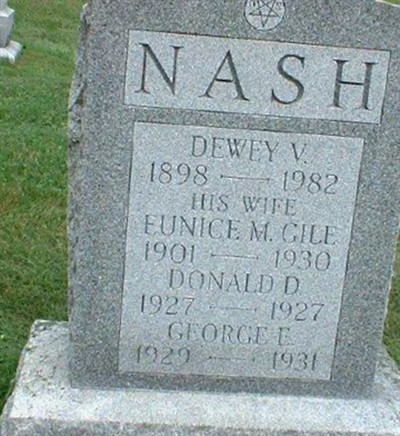 NASH
DEWEY V.
1898 — 1982
HIS WIFE
EUNICE M. GILE
1901 — 1930
DONALD D.
1927 — 1927
GEORGE E.
1929 — 1931